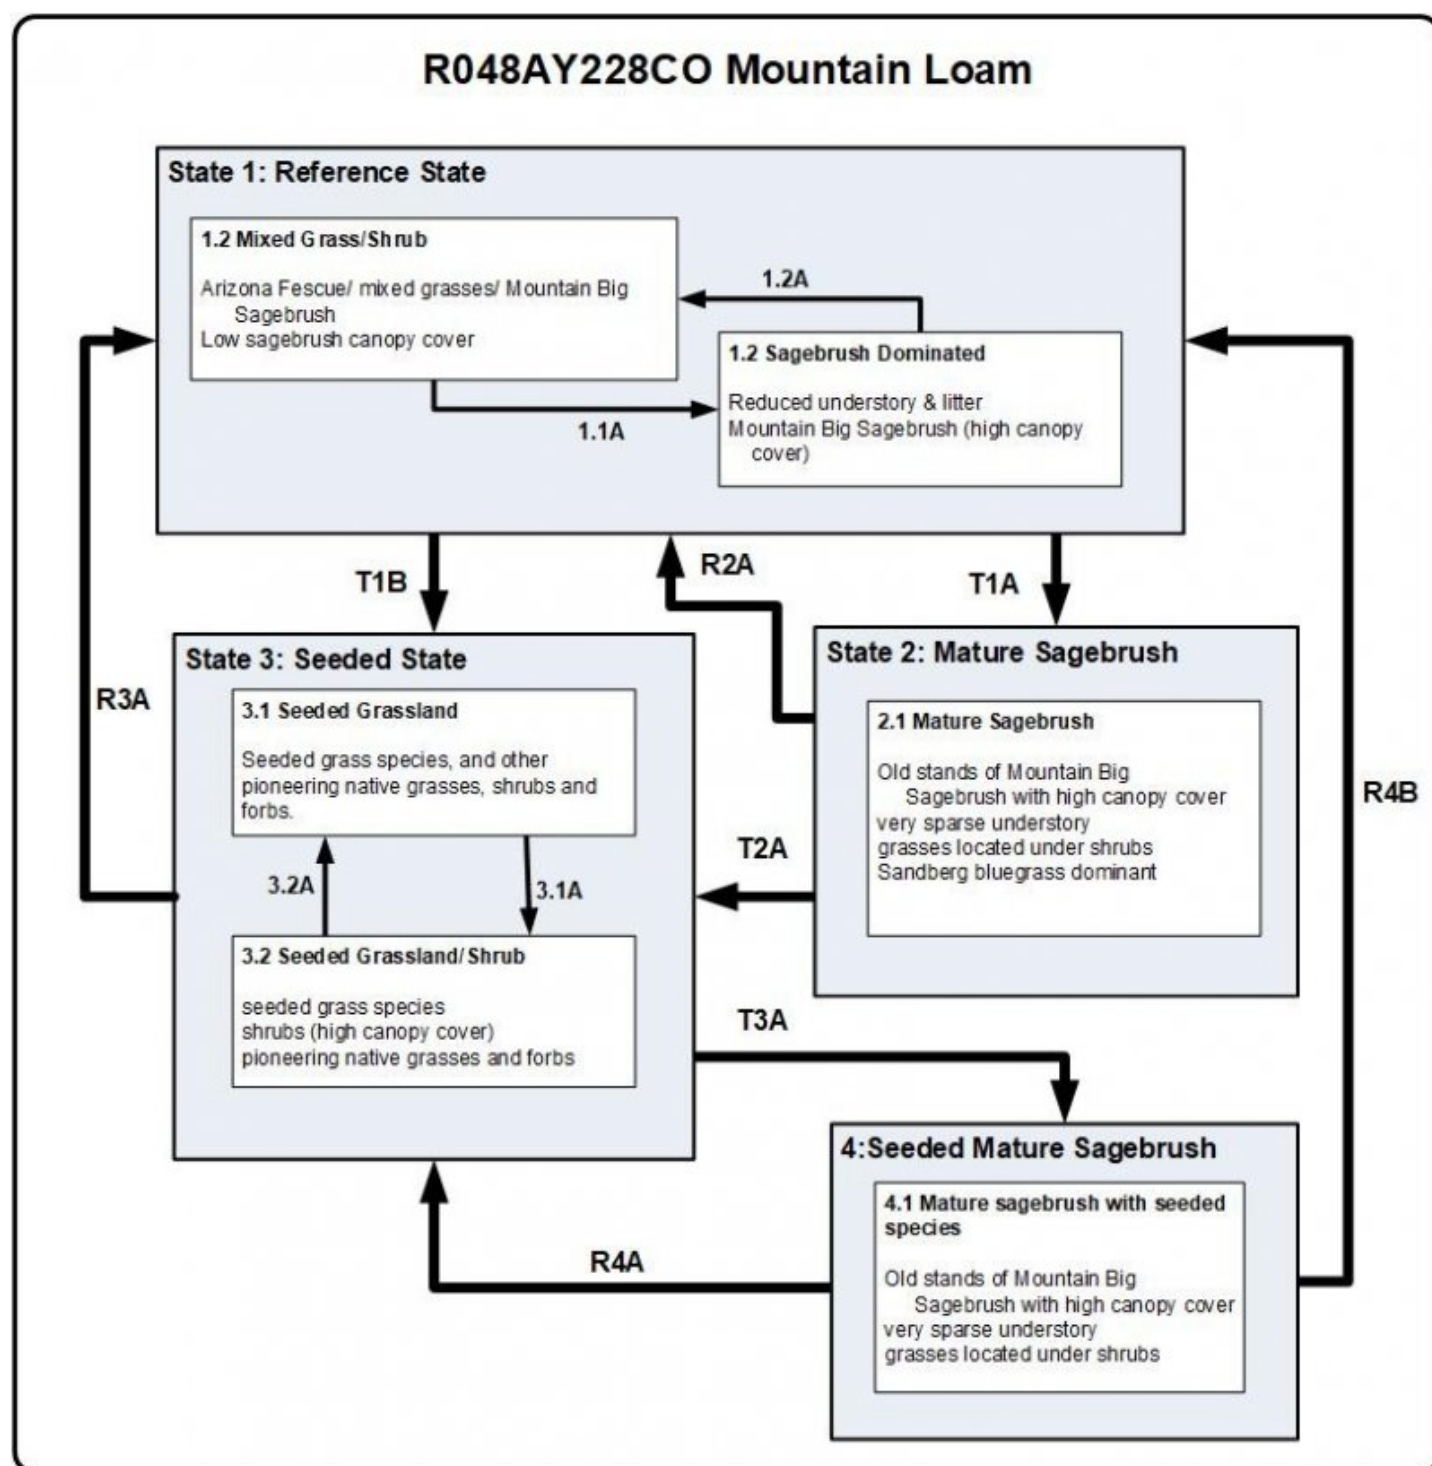 R048AY228CO Mountain Loam
State 1: Reference State
1.2 Mixed Grass/Shrub
Arizona Fescue/ mixed grasses/ Mountain Big
Sagebrush
Low sagebrush canopy cover
1.2A
1.2 Sagebrush Dominated
Reduced understory & litter
Mountain Big Sagebrush (high canopy
cover)
1.1A
T1B
R2A
T1A
R3A
State 3: Seeded State
3.1 Seeded Grassland
Seeded grass species, and other
pioneering native grasses, shrubs and
forbs.
3.2A
3.1A
3.2 Seeded Grassland/Shrub
seeded grass species
shrubs (high canopy cover)
pioneering native grasses and forbs
State 2: Mature Sagebrush
2.1 Mature Sagebrush
Old stands of Mountain Big
Sagebrush with high canopy cover
very sparse understory
grasses located under shrubs
Sandberg bluegrass dominant
R4B
T2A
T3A
4:Seeded Mature Sagebrush
4.1 Mature sagebrush with seeded
species
Old stands of Mountain Big
Sagebrush with high canopy cover
very sparse understory
grasses located under shrubs
R4A